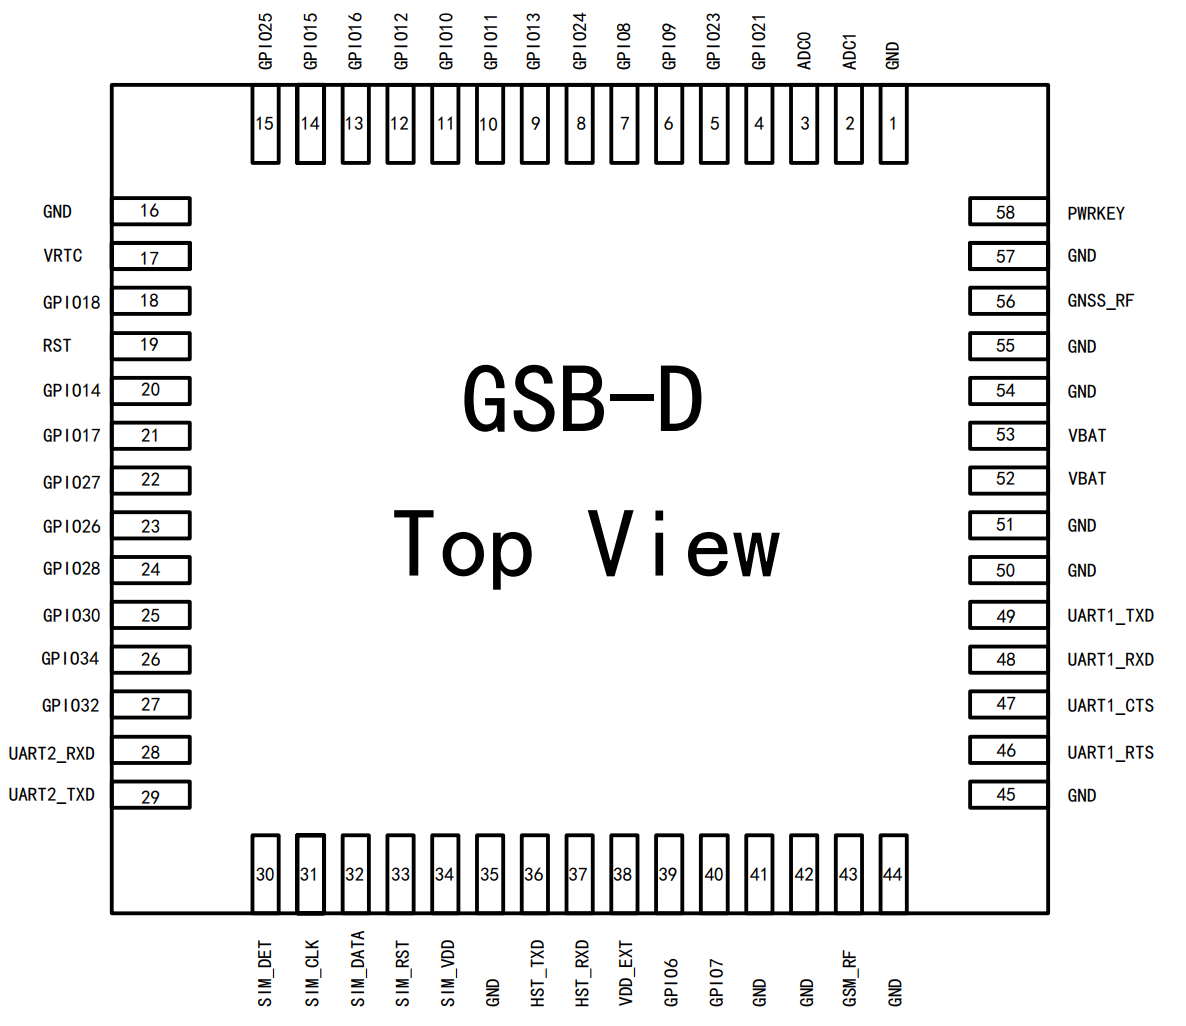 GPIO25 GPIO15 GPIO16 GPIO12 GPIO10 GPIO11 GPIO13 GPIO24 GPIO8 GPIO9 GPIO23 GPIO21 ADC0 ADC1 GND
15 14 13 12 11 10 9 8 7 6 5 4 3 2 1
GND 16 58 PWRKEY
VRTC 17 57 GND
GPIO18 18 56 GNSS_RF
RST 19 55 GND
GPIO14 20 54 GND
GPIO17 21 53 VBAT
GPIO27 22 52 VBAT
GPIO26 23 51 GND
GPIO28 24 50 GND
GPIO30 25 49 UART1_TXD
GPIO34 26 48 UART1_RXD
GPIO32 27 47 UART1_CTS
UART2_RXD 28 46 UART1_RTS
UART2_TXD 29 45 GND
GSB-D
Top View
30 31 32 33 34 35 36 37 38 39 40 41 42 43 44
SIM_DET SIM_CLK SIM_DATA SIM_RST SIM_VDD GND HST_TXD HST_RXD VDD_EXT GPIO6 GPIO7 GND GND GSM_RF GND